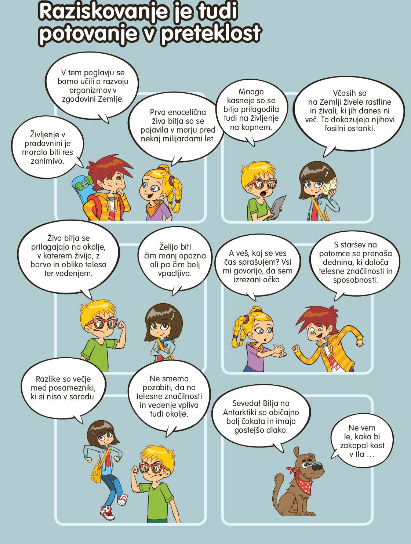 Raziskovanje je tudi
potovanje v preteklost
V tem poglavju se
bomo učili o razvoju
organizmov v
zgodovini Zemlje.
Življenje v
pradavnini je
moralo biti res
zanimivo.
Prva enocelična
živa bitja so se
pojavila v morju pred
nekaj milijardami let.
Mnogo
kasneje so se
bitja prilagodila
tudi na življenje
na kopnem.
Včasih so
na Zemlji živele rastline
in živali, ki jih danes ni
več. To dokazujejo njihovi
fosilni ostanki.
Živa bitja se
prilagajajo na okolje,
v katerem živijo, z
barvo in obliko telesa
ter vedenjem.
Želijo biti
čim manj opazna
ali pa čim bolj
vpadljiva.
A veš, kaj se ves
čas sprašujem? Vsi
mi govorijo, da sem
izrezani očka.
S staršev na
potomce se prenaša
dednina, ki določa
telesne značilnosti in
sposobnosti.
Razlike so večje
med posamezniki,
ki si niso v sorodu.
Ne smemo
pozabiti, da na
telesne značilnosti
in vedenje vpliva
tudi okolje.
Seveda! Bitja na
Antarktiki so običajno
bolj čokata in imajo
gostejšo dlako.
Ne vem
le, kako bi
zakopal kost
v tla ...